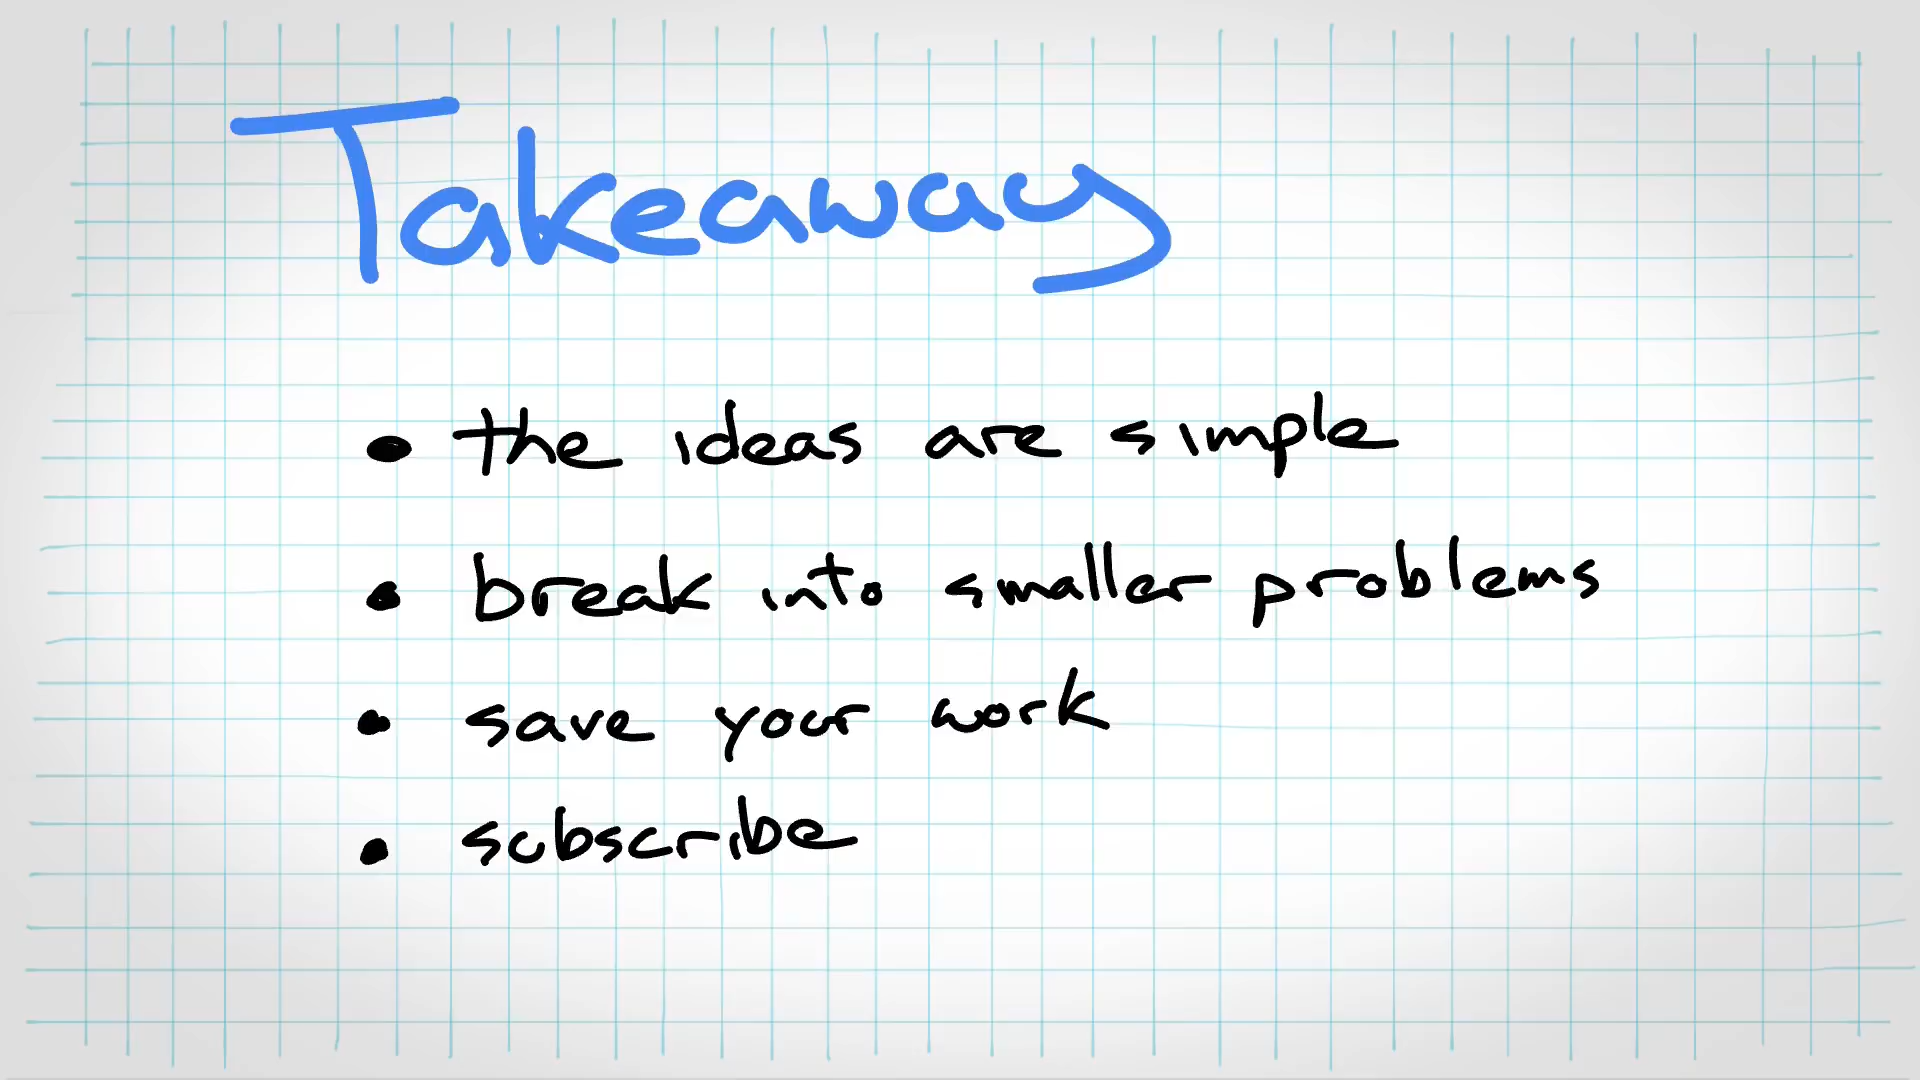 Takeaway
• the ideas are simple
• break into smaller problems
• save your work
• subscribe